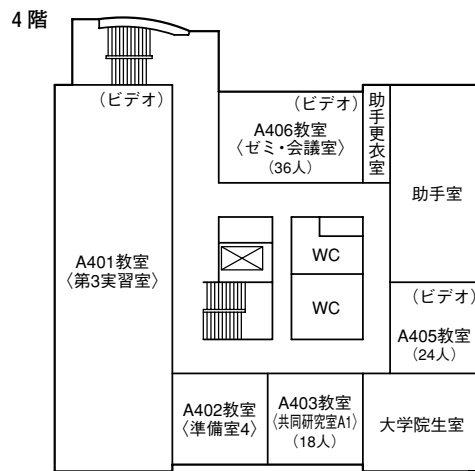 4階
(ビデオ)
A406教室
〈ゼミ・会議室〉
(36人)
(ビデオ)
助手更衣室
助手室
A401教室
〈第3実習室〉
WC
WC
(ビデオ)
A405教室
(24人)
A402教室
〈準備室4〉
A403教室
〈共同研究室A1〉
(18人)
大学院生室